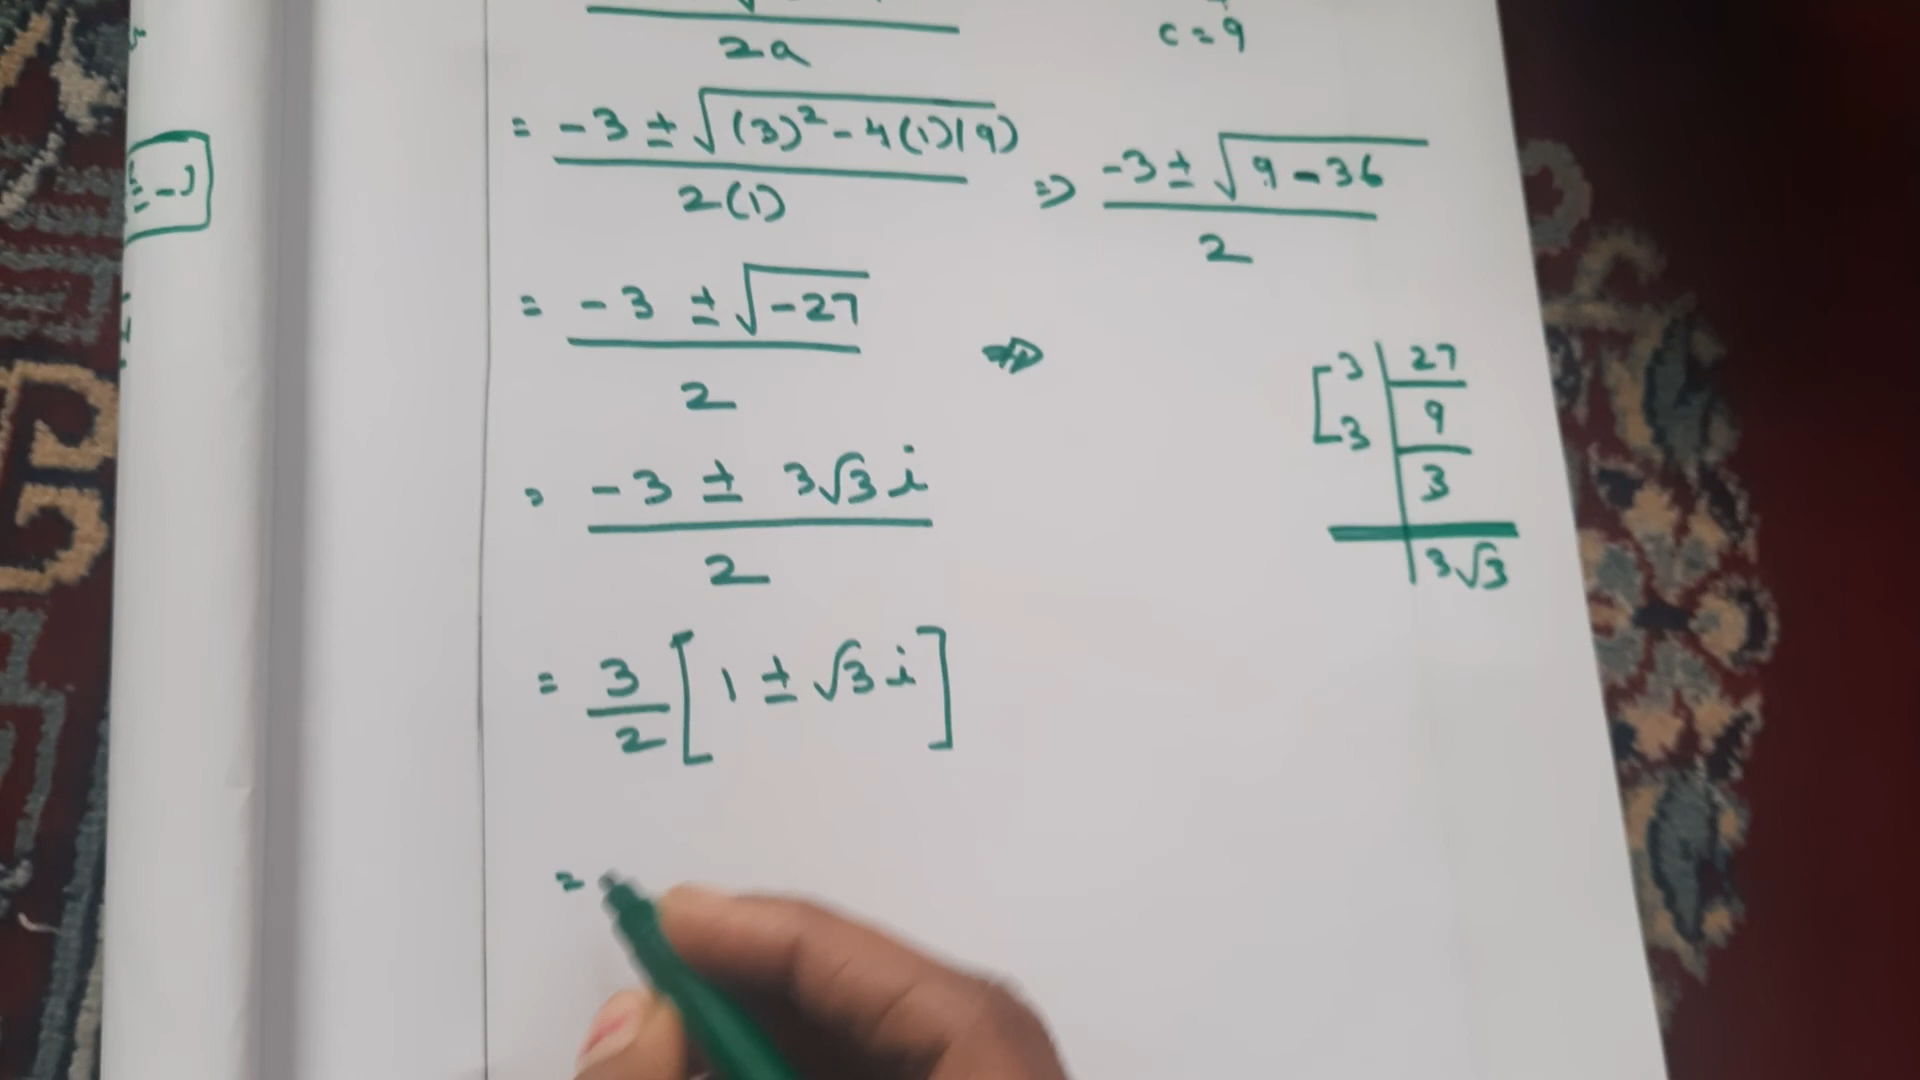 2a
c = 9
= -3 ± √(3)² - 4(1)(9) / 2(1) => -3 ± √9 - 36 / 2
= -3 ± √-27 / 2 =>
= -3 ± 3√3 i / 2
= 3/2 [1 ± √3 i]
=
3 | 27
3 | 9
3
3√3